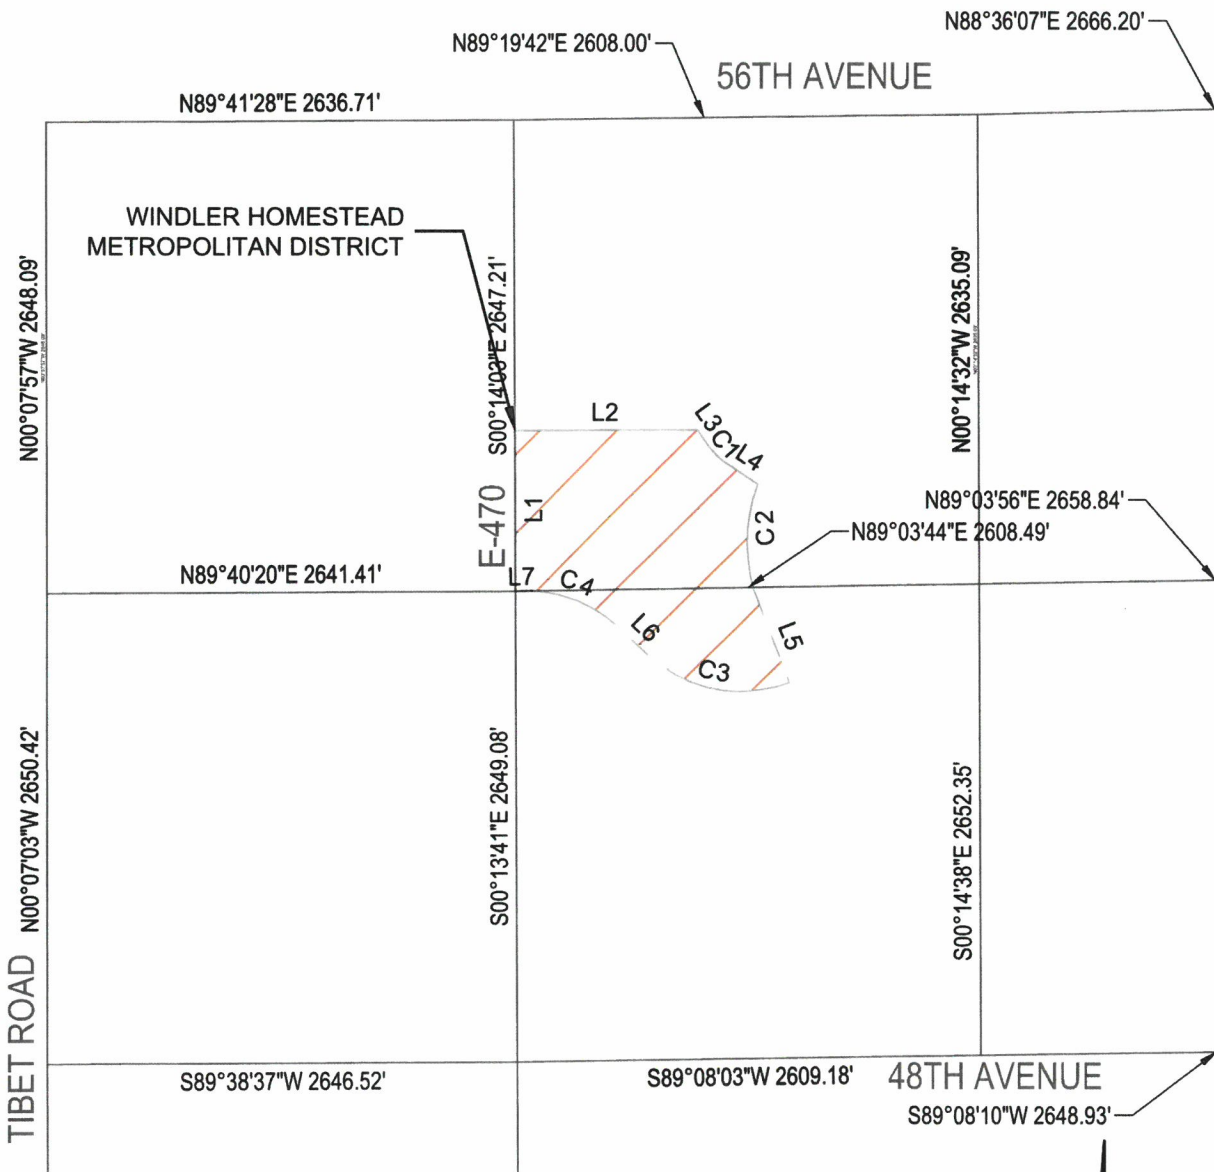 N88°36'07"E 2666.20'
N89°19'42"E 2608.00'
56TH AVENUE
N89°41'28"E 2636.71'
WINDLER HOMESTEAD
METROPOLITAN DISTRICT
N00°07'57"W 2648.09'
S00°14'03"E 2647.21'
N00°14'32"W 2635.09'
L2
L3
C1
L4
L1
E-470
C2
N89°03'56"E 2658.84'
N89°03'44"E 2608.49'
N89°40'20"E 2641.41'
L7
C4
L6
L5
C3
N00°07'03"W 2650.42'
S00°13'41"E 2649.08'
S00°14'38"E 2652.35'
TIBET ROAD
S89°38'37"W 2646.52'
S89°08'03"W 2609.18'
48TH AVENUE
S89°08'10"W 2648.93'